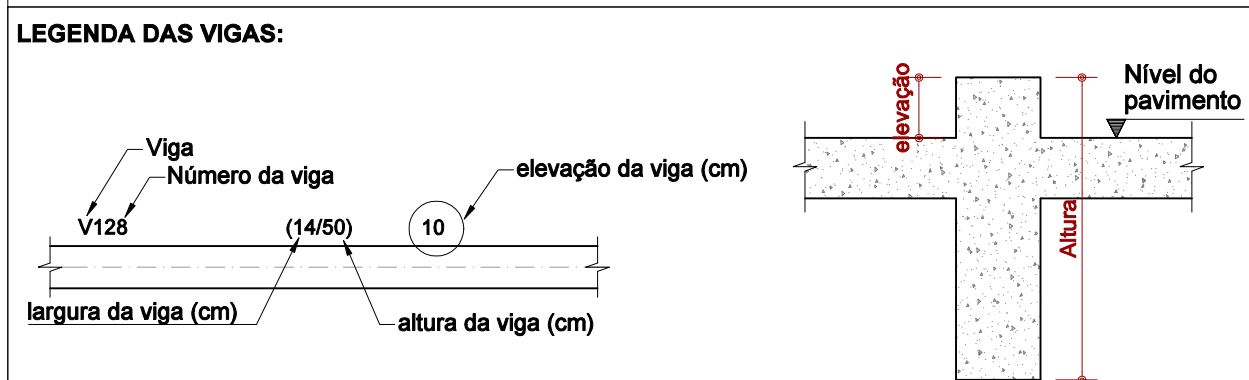 LEGENDA DAS VIGAS:
Viga
Número da viga
V128
(14/50)
10
elevação da viga (cm)
largura da viga (cm)
altura da viga (cm)
elevação
Altura
Nível do
pavimento